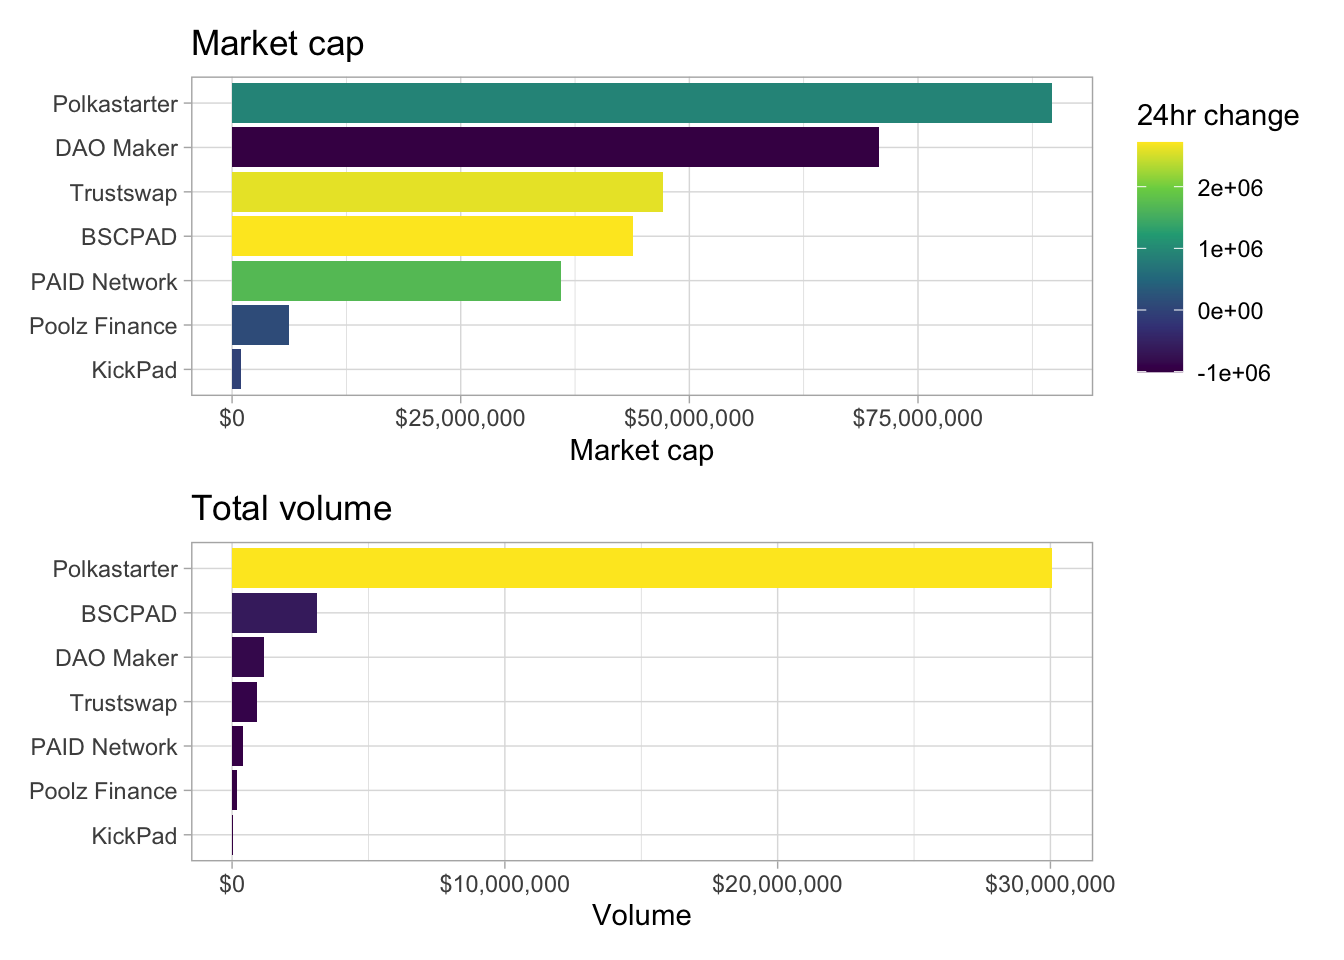 Market cap
Polkastarter
DAO Maker
Trustswap
BSCPAD
PAID Network
Poolz Finance
KickPad
$0 $25,000,000 $50,000,000 $75,000,000
Market cap
24hr change
2e+06
1e+06
0e+00
-1e+06
Total volume
Polkastarter
BSCPAD
DAO Maker
Trustswap
PAID Network
Poolz Finance
KickPad
$0 $10,000,000 $20,000,000 $30,000,000
Volume